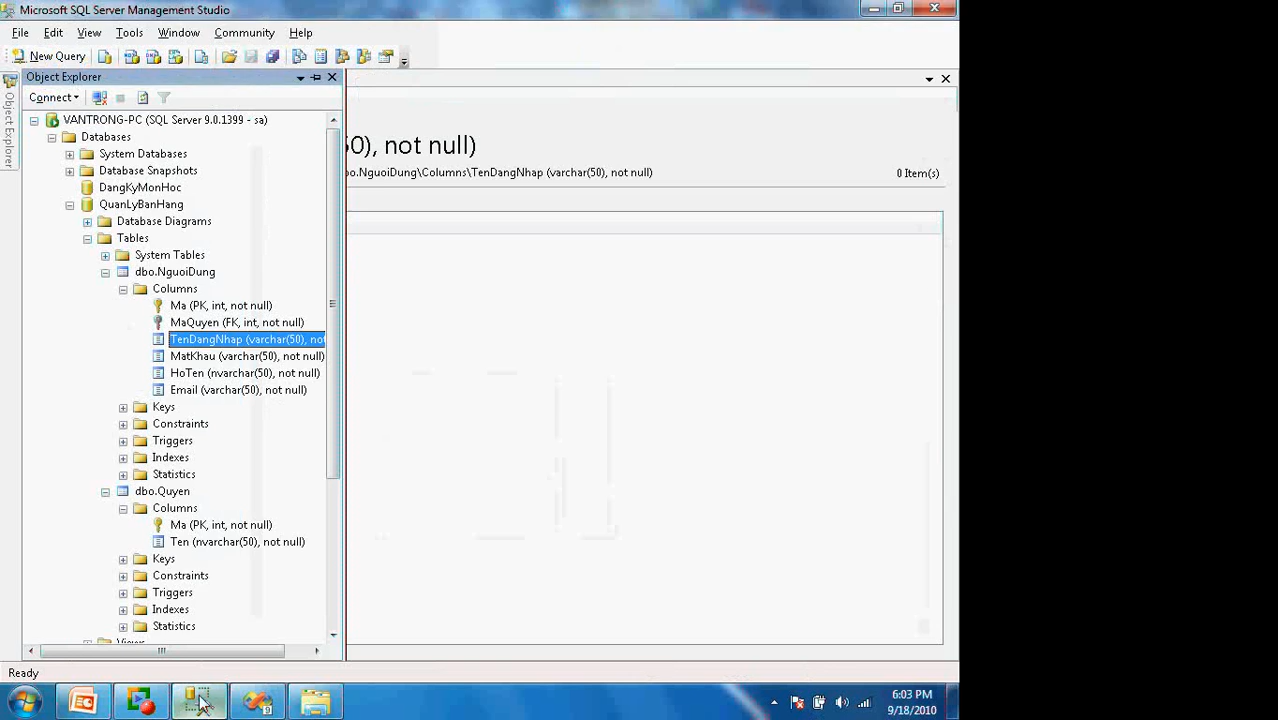 Microsoft SQL Server Management Studio
File Edit View Tools Window Community Help
New Query
Object Explorer
Object Explorer
Connect
VANTRONG-PC (SQL Server 9.0.1399 - sa)
Databases
System Databases
Database Snapshots
DangKyMonHoc
QuanLyBanHang
Database Diagrams
Tables
System Tables
dbo.NguoiDung
Columns
Ma (PK, int, not null)
MaQuyen (FK, int, not null)
TenDangNhap (varchar(50), not
MatKhau (varchar(50), not null)
HoTen (nvarchar(50), not null)
Email (varchar(50), not null)
Keys
Constraints
Triggers
Indexes
Statistics
dbo.Quyen
Columns
Ma (PK, int, not null)
Ten (nvarchar(50), not null)
Keys
Constraints
Triggers
Indexes
Statistics
Views
50), not null)
bo.NguoiDung\Columns\TenDangNhap (varchar(50), not null)
0 Item(s)
Ready
6:03 PM
9/18/2010